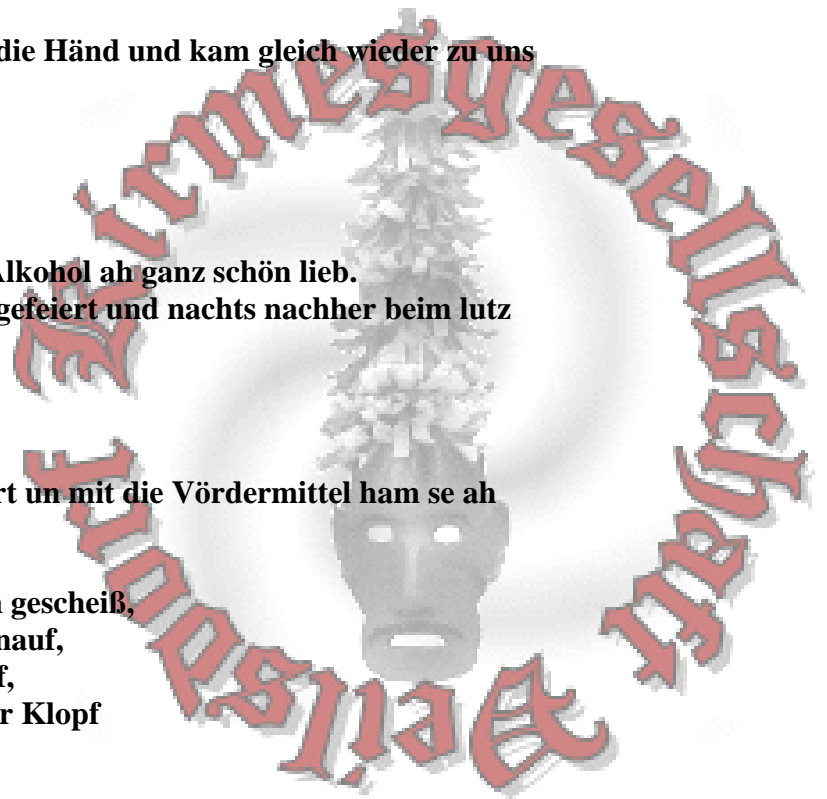 die Händ und kam gleich wieder zu uns
Alkohol ah ganz schön lieb.
gefeiert und nachts nachher beim lutz
rt un mit die Vördermittel ham se ah
gescheiß,
nauf,
f,
r Klopf
Kirmesgesellschaft
Veilsdorf